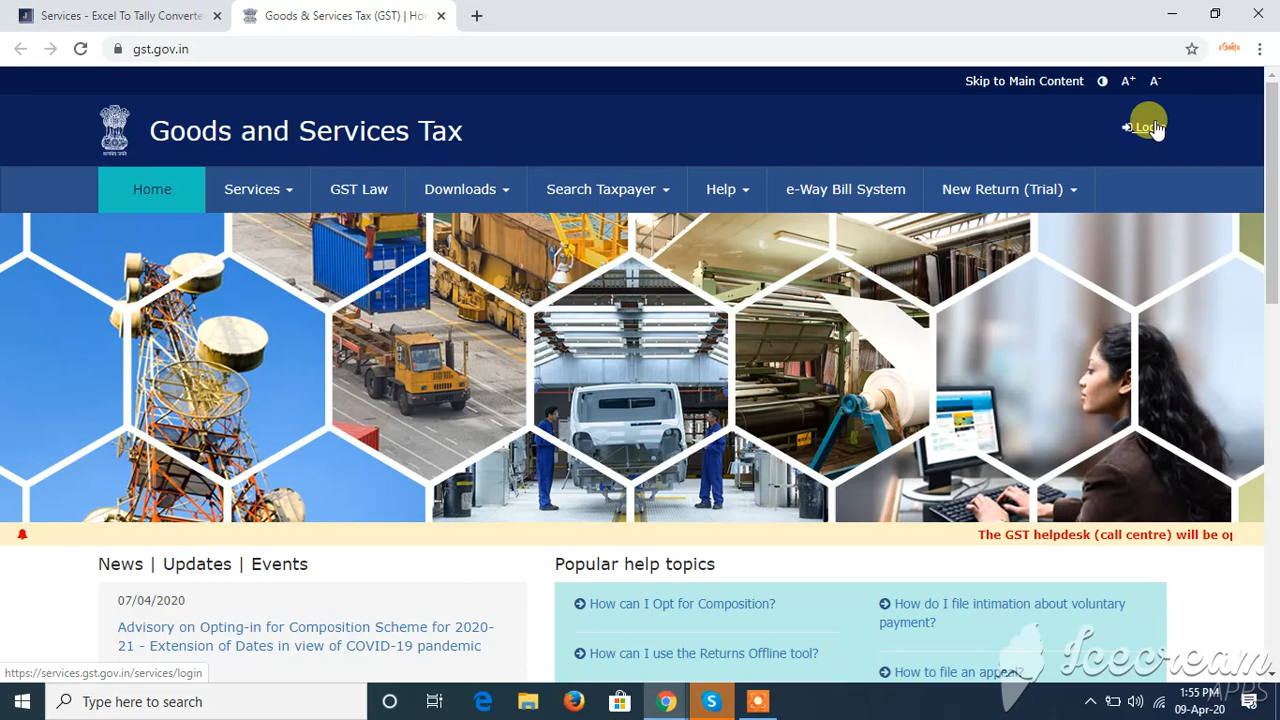 Services - Excel To Tally Converte
Goods & Services Tax (GST) | Ho
gst.gov.in
Skip to Main Content A+ A-
Goods and Services Tax
Login
Home Services GST Law Downloads Search Taxpayer Help e-Way Bill System New Return (Trial)
The GST helpdesk (call centre) will be op
News | Updates | Events
07/04/2020
Advisory on Opting-in for Composition Scheme for 2020-
21 - Extension of Dates in view of COVID-19 pandemic
Popular help topics
How can I Opt for Composition?
How can I use the Returns Offline tool?
How do I file intimation about voluntary
payment?
How to file an appeal?
https://services.gst.gov.in/services/login
Icecream
APPS
Type here to search
1:55 PM
09-Apr-20